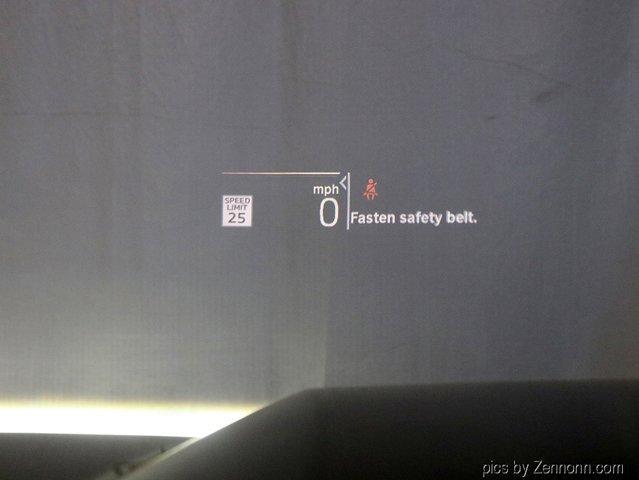 SPEED
LIMIT
25
mph
0
Fasten safety belt.
pics by Zennonn.com